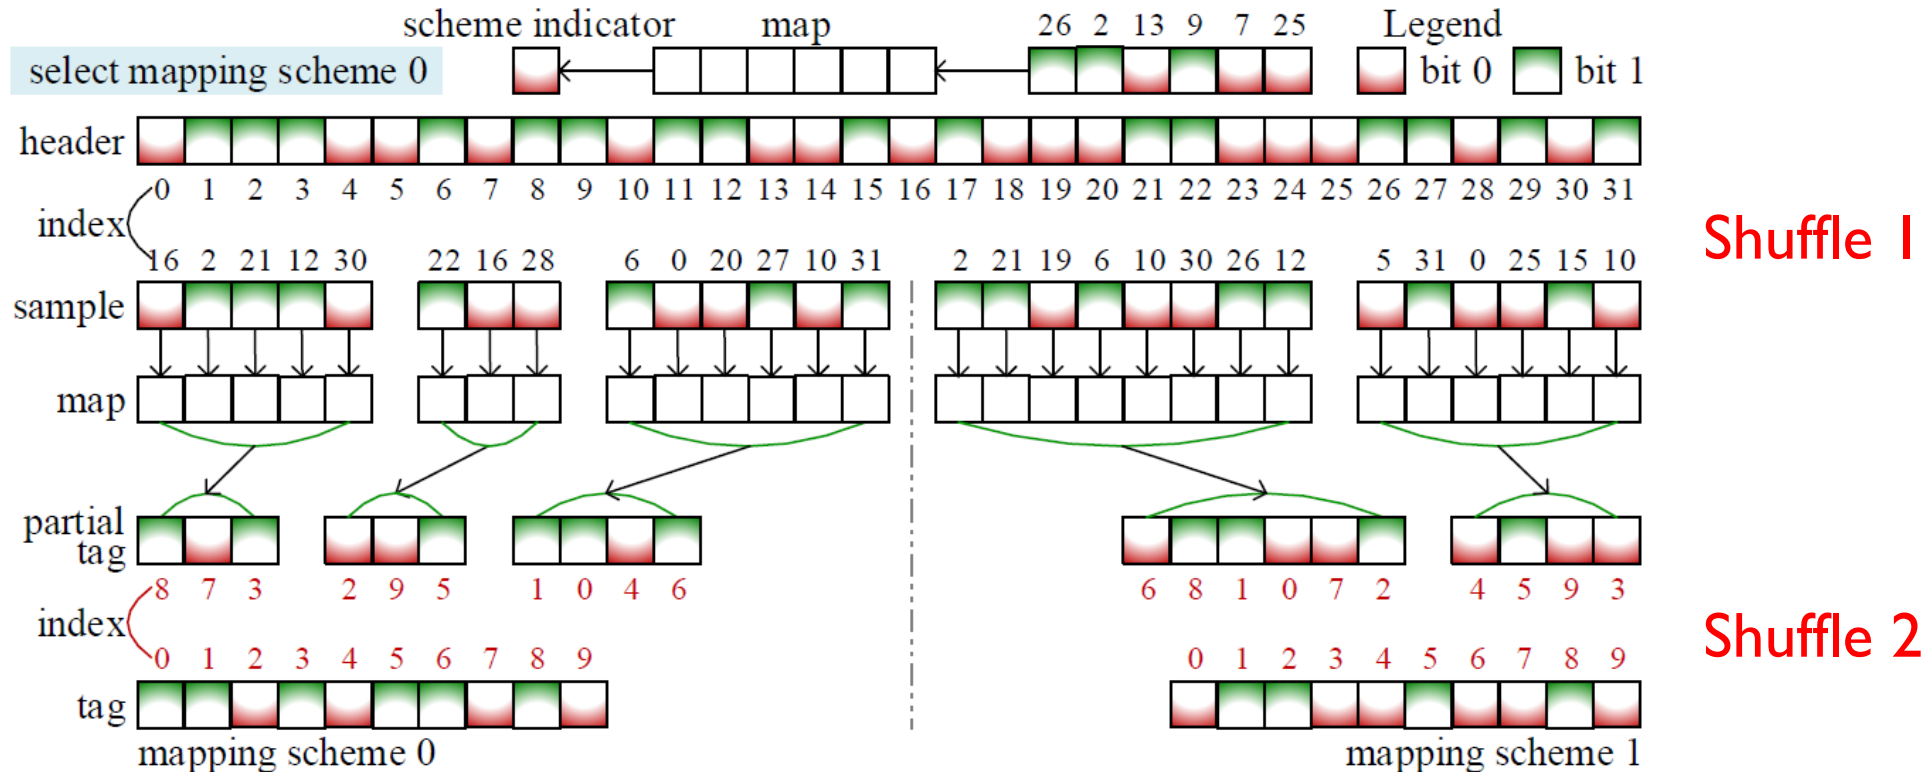 scheme indicator map 26 2 13 9 7 25 Legend
select mapping scheme 0 bit 0 bit 1
header
0 1 2 3 4 5 6 7 8 9 10 11 12 13 14 15 16 17 18 19 20 21 22 23 24 25 26 27 28 29 30 31
index
Shuffle 1
16 2 21 12 30 22 16 28 6 0 20 27 10 31 2 21 19 6 10 30 26 12 5 31 0 25 15 10
sample
map
partial
tag
8 7 3 2 9 5 1 0 4 6 6 8 1 0 7 2 4 5 9 3
index
Shuffle 2
0 1 2 3 4 5 6 7 8 9 0 1 2 3 4 5 6 7 8 9
tag
mapping scheme 0 mapping scheme 1